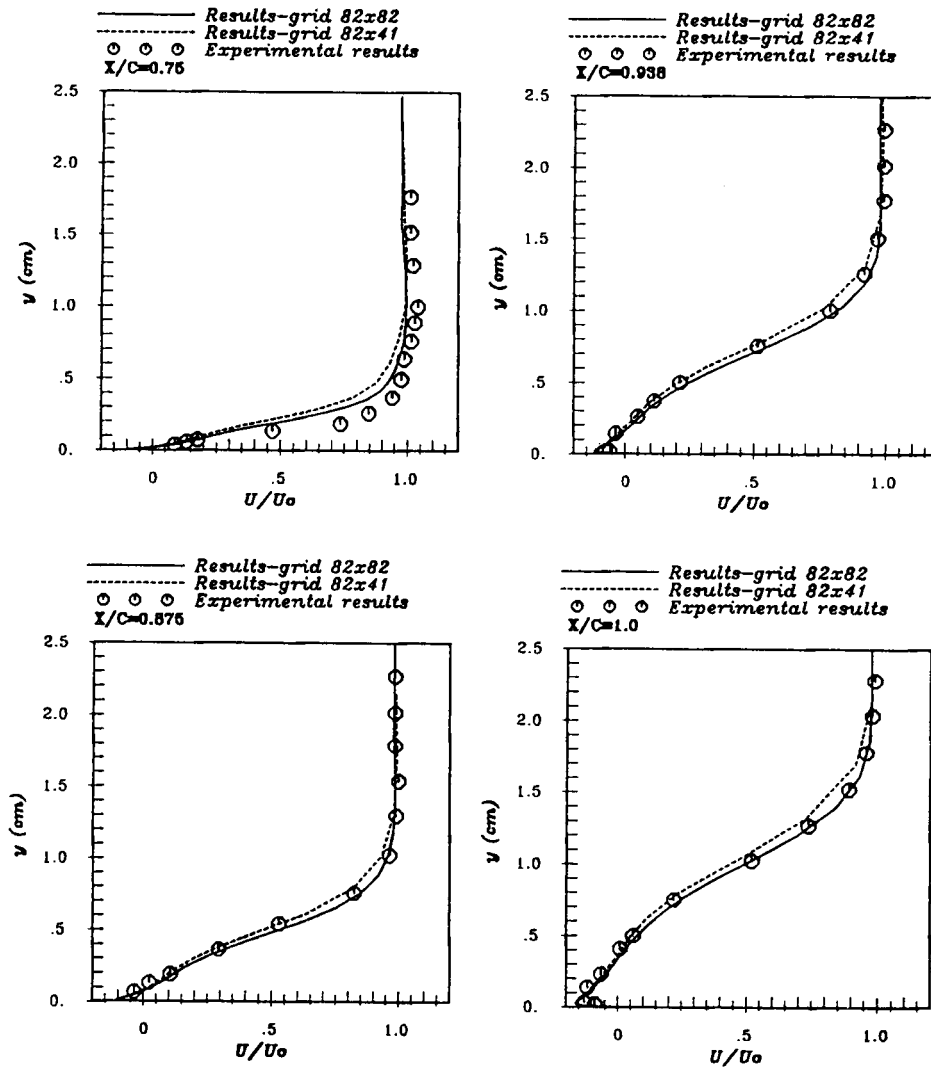 Results-grid 82x82
Results-grid 82x41
Experimental results
X/C=0.75
2.5
2.0
1.5
1.0
.5
0.
y (cm)
0 .5 1.0
U/Uo
Results-grid 82x82
Results-grid 82x41
Experimental results
X/C=0.938
2.5
2.0
1.5
1.0
.5
0.
y (cm)
0 .5 1.0
U/Uo
Results-grid 82x82
Results-grid 82x41
Experimental results
X/C=0.875
2.5
2.0
1.5
1.0
.5
0.
y (cm)
0 .5 1.0
U/Uo
Results-grid 82x82
Results-grid 82x41
Experimental results
X/C=1.0
2.5
2.0
1.5
1.0
.5
0.
y (cm)
0 .5 1.0
U/Uo